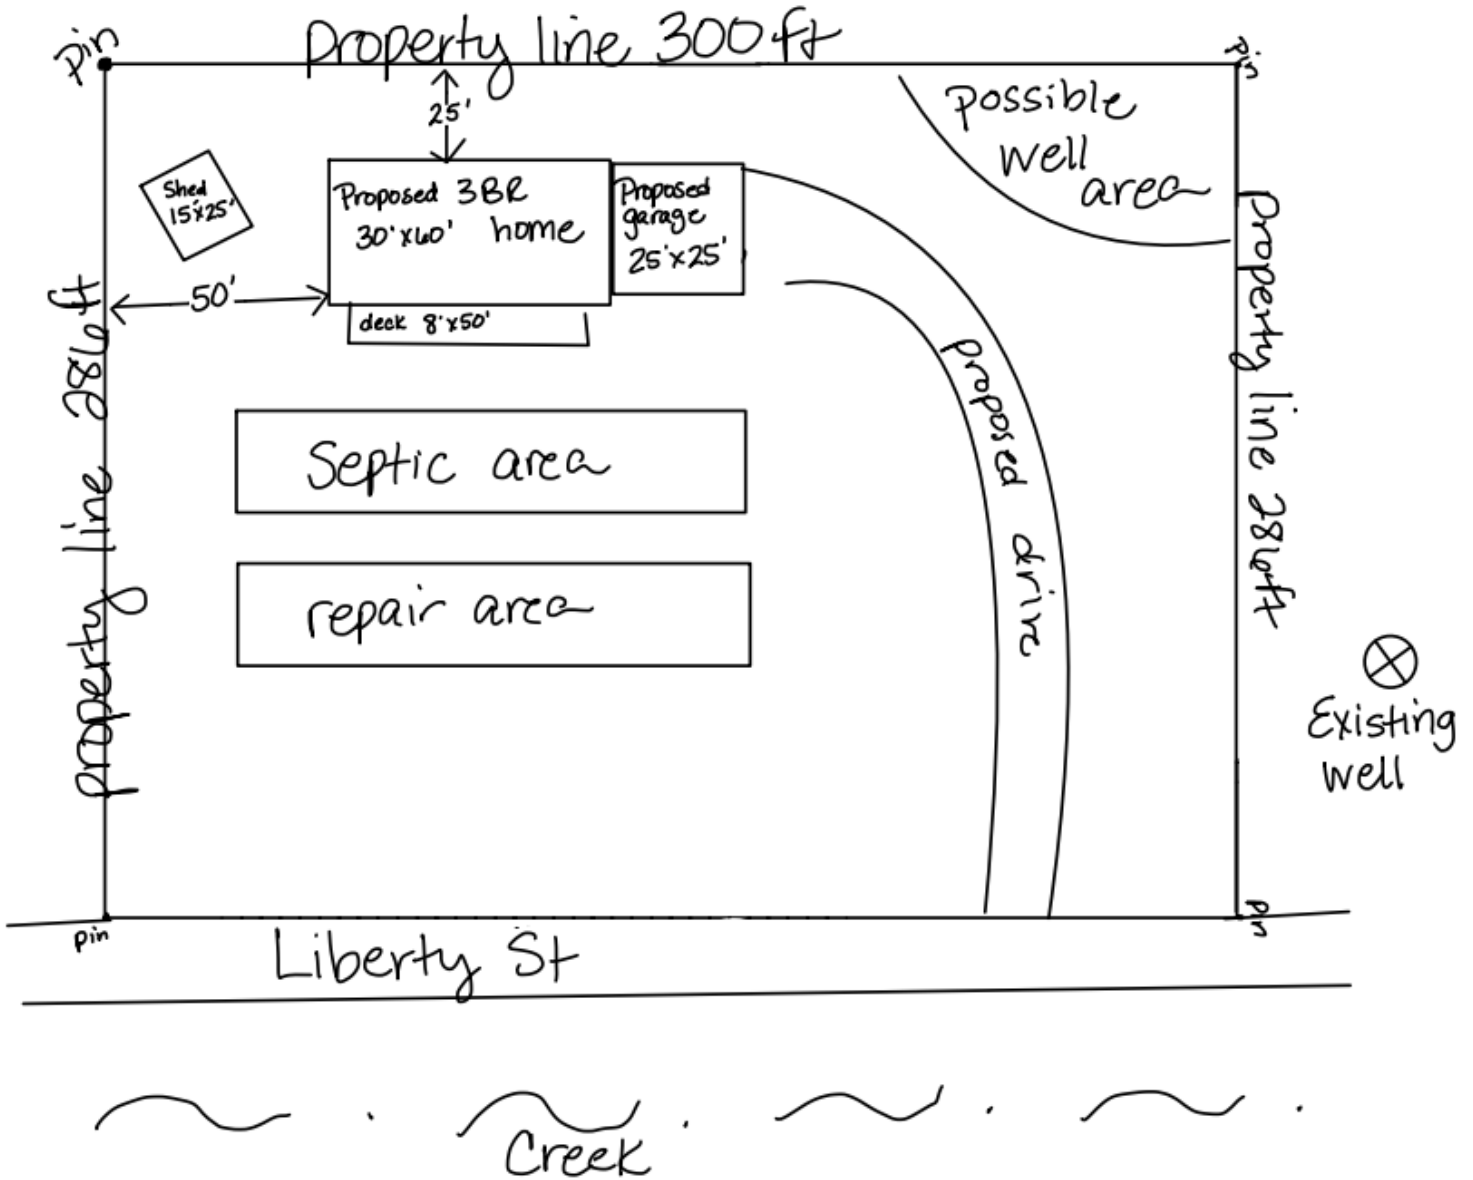 pin
Property line 300ft
pin
25'
possible
well
area
Shed
15'x25'
Proposed 3BR
30'x60' home
Proposed
garage
25'x25'
50'
deck 8'x50'
property line 286ft
Property line 286ft
proposed drive
Septic area
repair area
Existing
well
pin
pin
Liberty St
Creek